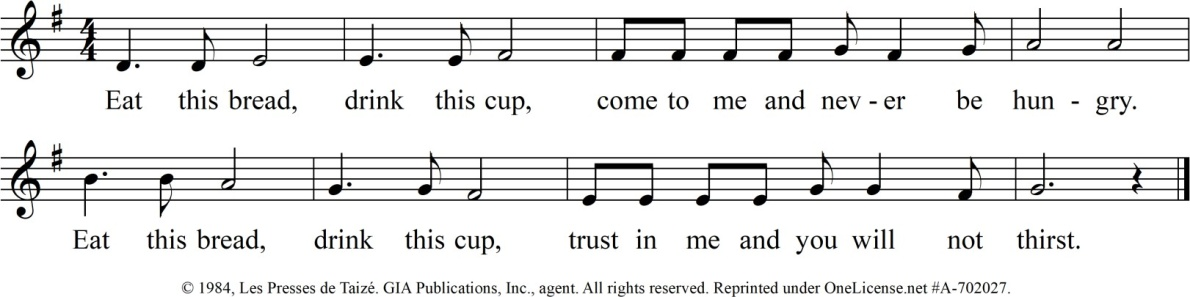 Eat this bread, drink this cup, come to me and nev - er be hun - gry.
Eat this bread, drink this cup, trust in me and you will not thirst.
© 1984, Les Presses de Taizé. GIA Publications, Inc., agent. All rights reserved. Reprinted under OneLicense.net #A-702027.